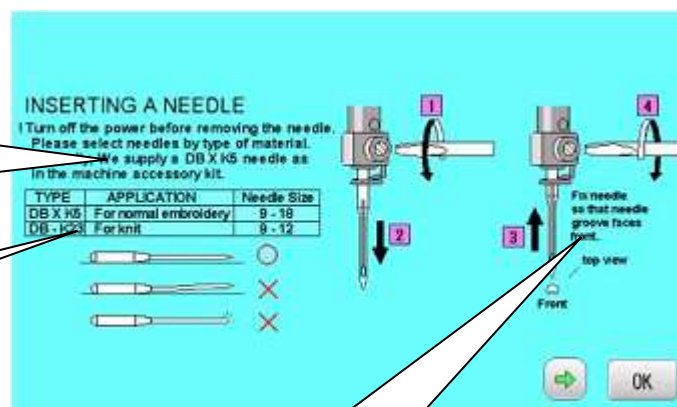 INSERTING A NEEDLE
! Turn off the power before removing the needle.
Please select needles by type of material.
We supply a DB X K5 needle as
in the machine accessory kit.
TYPE APPLICATION Needle Size
DB X K5 For normal embroidery 9 - 18
DB - K23 For knit 9 - 12
1
2
3
4
Fix needle
so that needle
groove faces
front.
top view
Front
OK